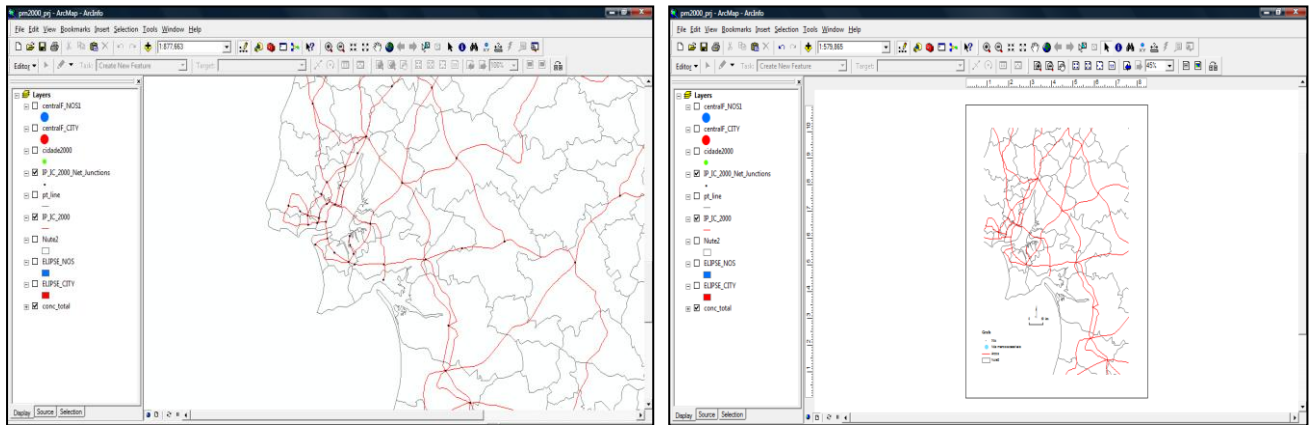 pm2000_prj - ArcMap - ArcInfo
File Edit View Bookmarks Insert Selection Tools Window Help
1:877.663
Editor Task: Create New Feature Target: 100%
Layers
centralF_NOS1
centralF_CITY
cidade2000
IP_IC_2000_Net_Junctions
pt_line
IP_IC_2000
Nute2
ELIPSE_NOS
ELIPSE_CITY
conc_total
Display Source Selection
pm2000_prj - ArcMap - ArcInfo
File Edit View Bookmarks Insert Selection Tools Window Help
1:579.865
Editor Task: Create New Feature Target: 45%
Layers
centralF_NOS1
centralF_CITY
cidade2000
IP_IC_2000_Net_Junctions
pt_line
IP_IC_2000
Nute2
ELIPSE_NOS
ELIPSE_CITY
conc_total
Display Source Selection